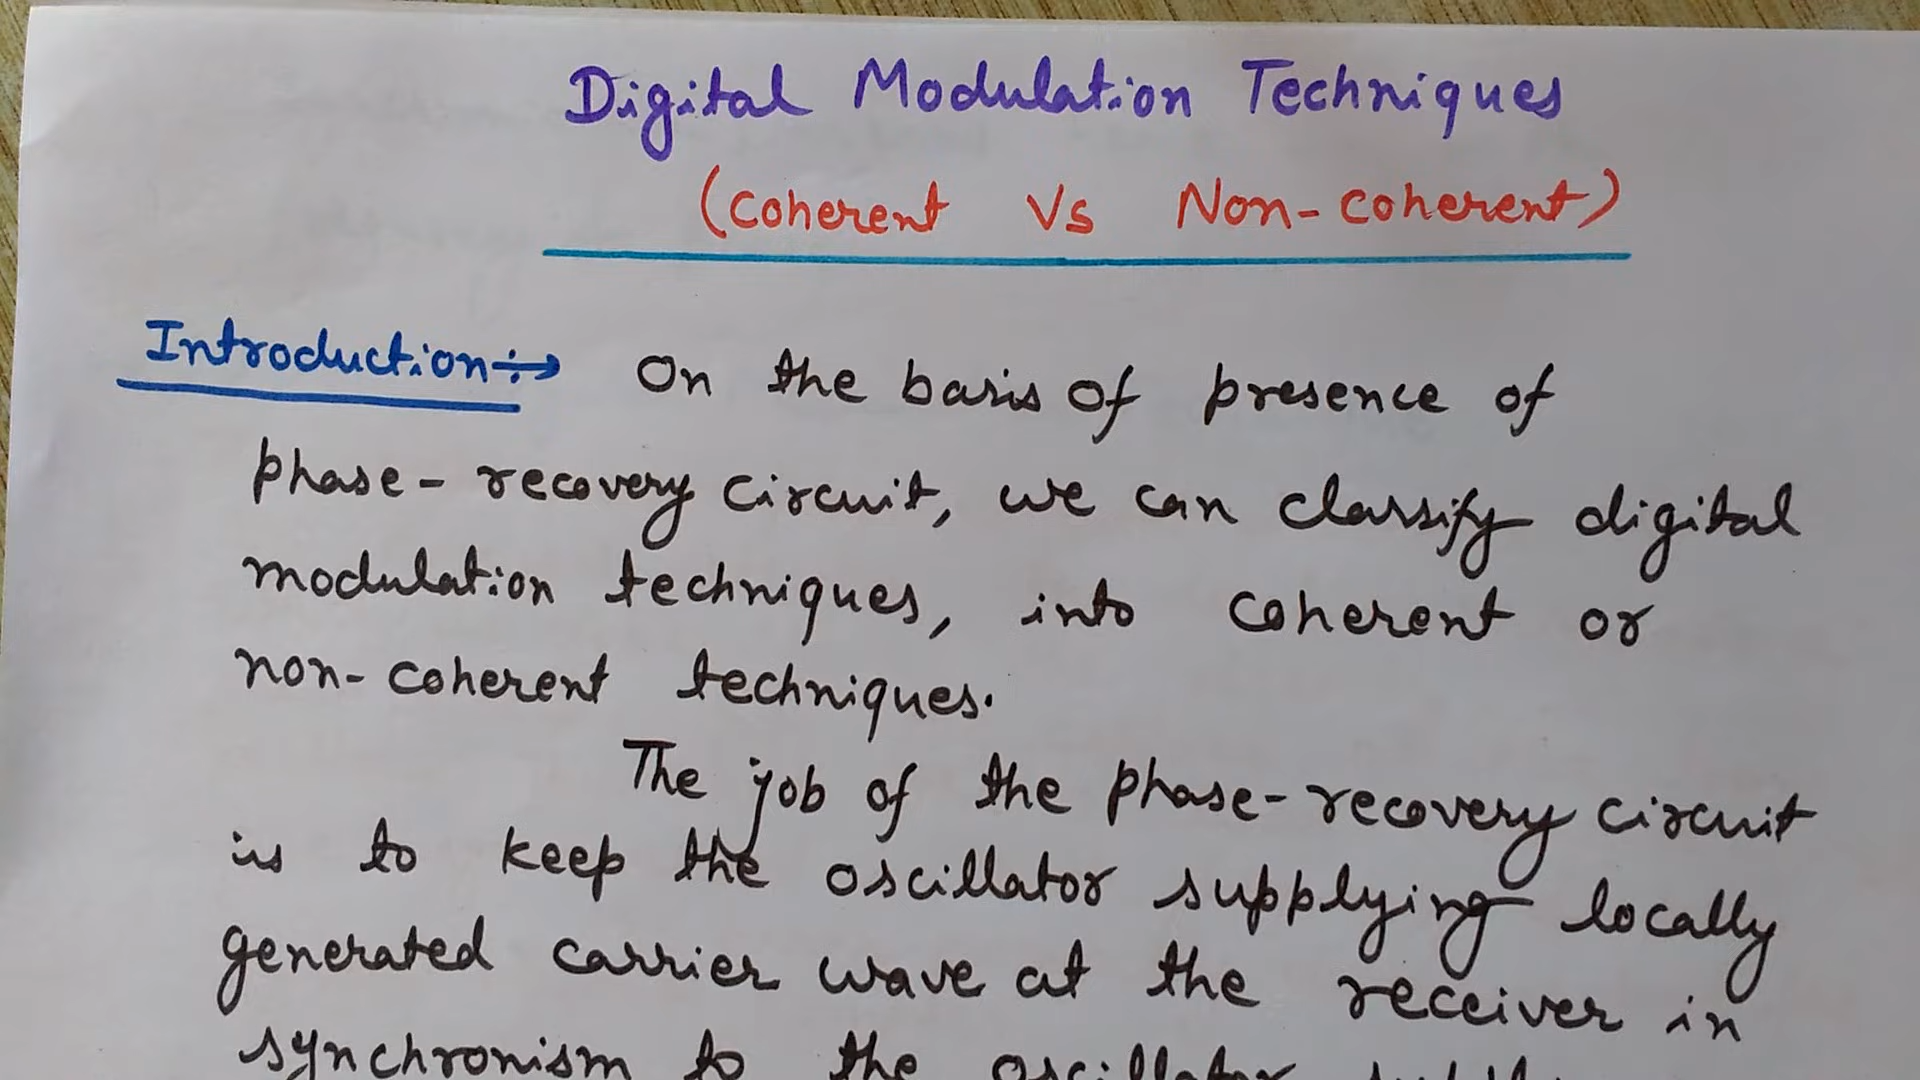 Digital Modulation Techniques
(Coherent Vs Non-coherent)
Introduction:→ On the basis of presence of
phase-recovery circuit, we can classify digital
modulation techniques, into coherent or
non-coherent techniques.
The job of the phase-recovery circuit
is to keep the oscillator supplying locally
generated carrier wave at the receiver in
synchronism to the oscillator